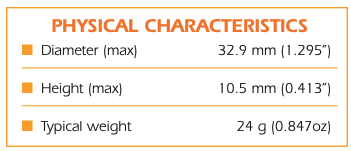 PHYSICAL CHARACTERISTICS
Diameter (max) 32.9 mm (1.295")
Height (max) 10.5 mm (0.413")
Typical weight 24 g (0.847oz)